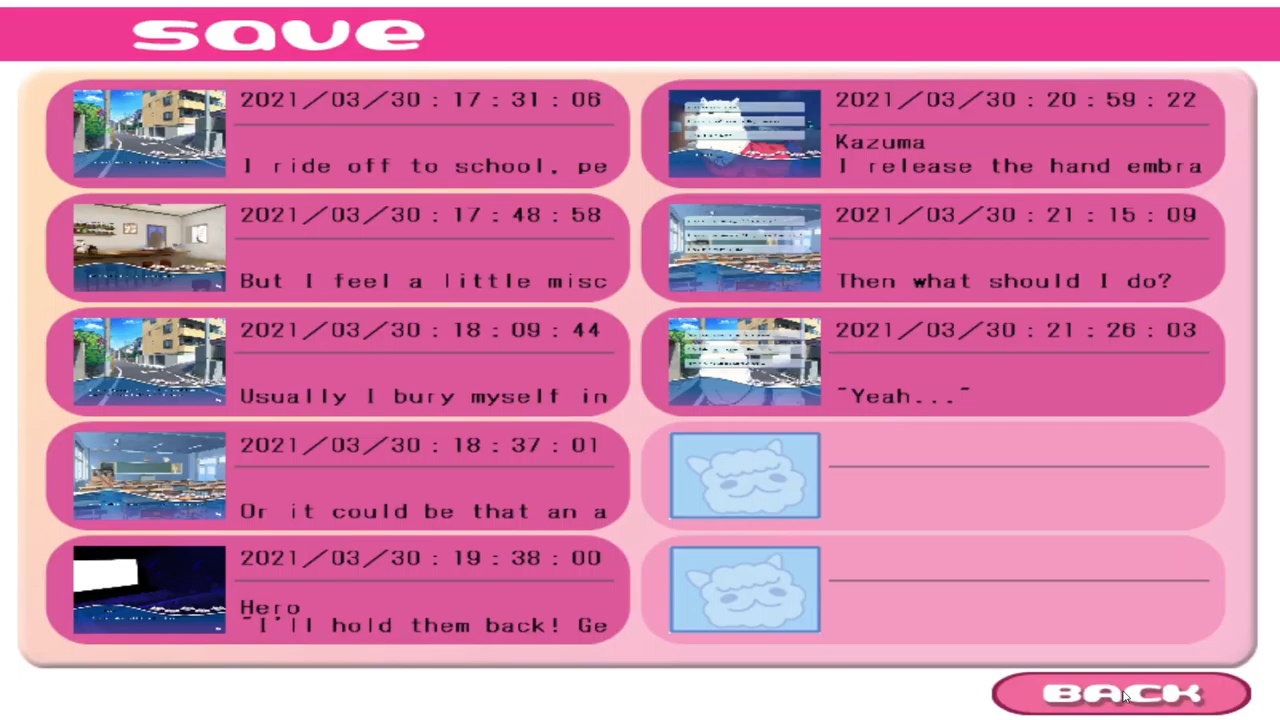 save
2021／03／30：17：31：06
I ride off to school, pe
2021／03／30：17：48：58
But I feel a little misc
2021／03／30：18：09：44
Usually I bury myself in
2021／03／30：18：37：01
Or it could be that an a
2021／03／30：19：38：00
Hero
"I'll hold them back! Ge
2021／03／30：20：59：22
Kazuma
I release the hand embra
2021／03／30：21：15：09
Then what should I do?
2021／03／30：21：26：03
"Yeah..."
BACK